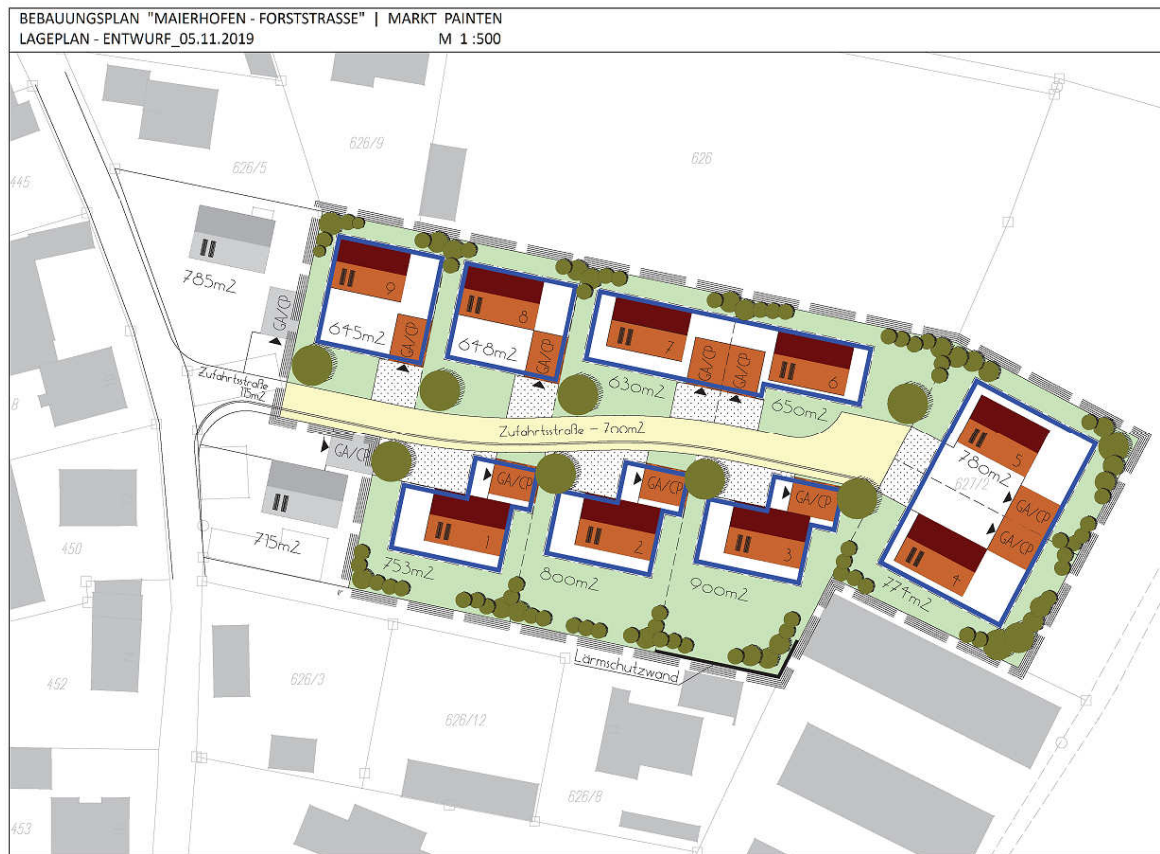 BEBAUUNGSPLAN "MAIERHOFEN - FORSTSTRASSE" | MARKT PAINTEN
LAGEPLAN - ENTWURF_05.11.2019 M 1 :500
626/9
626/5
626
445
785m2
GA/CP
9
645m2
GA/CP
8
648m2
GA/CP
7
630m2
GA/CP
GA/CP
6
650m2
Zufahrtsstraße
115m2
Zufahrtsstraße – 700m2
5
780m2
627/2
GA/CP
GA/CP
4
774m2
GA/CP
715m2
GA/CP
1
753m2
GA/CP
2
800m2
GA/CP
3
900m2
8
450
Lärmschutzwand
452
626/3
626/12
626/8
453